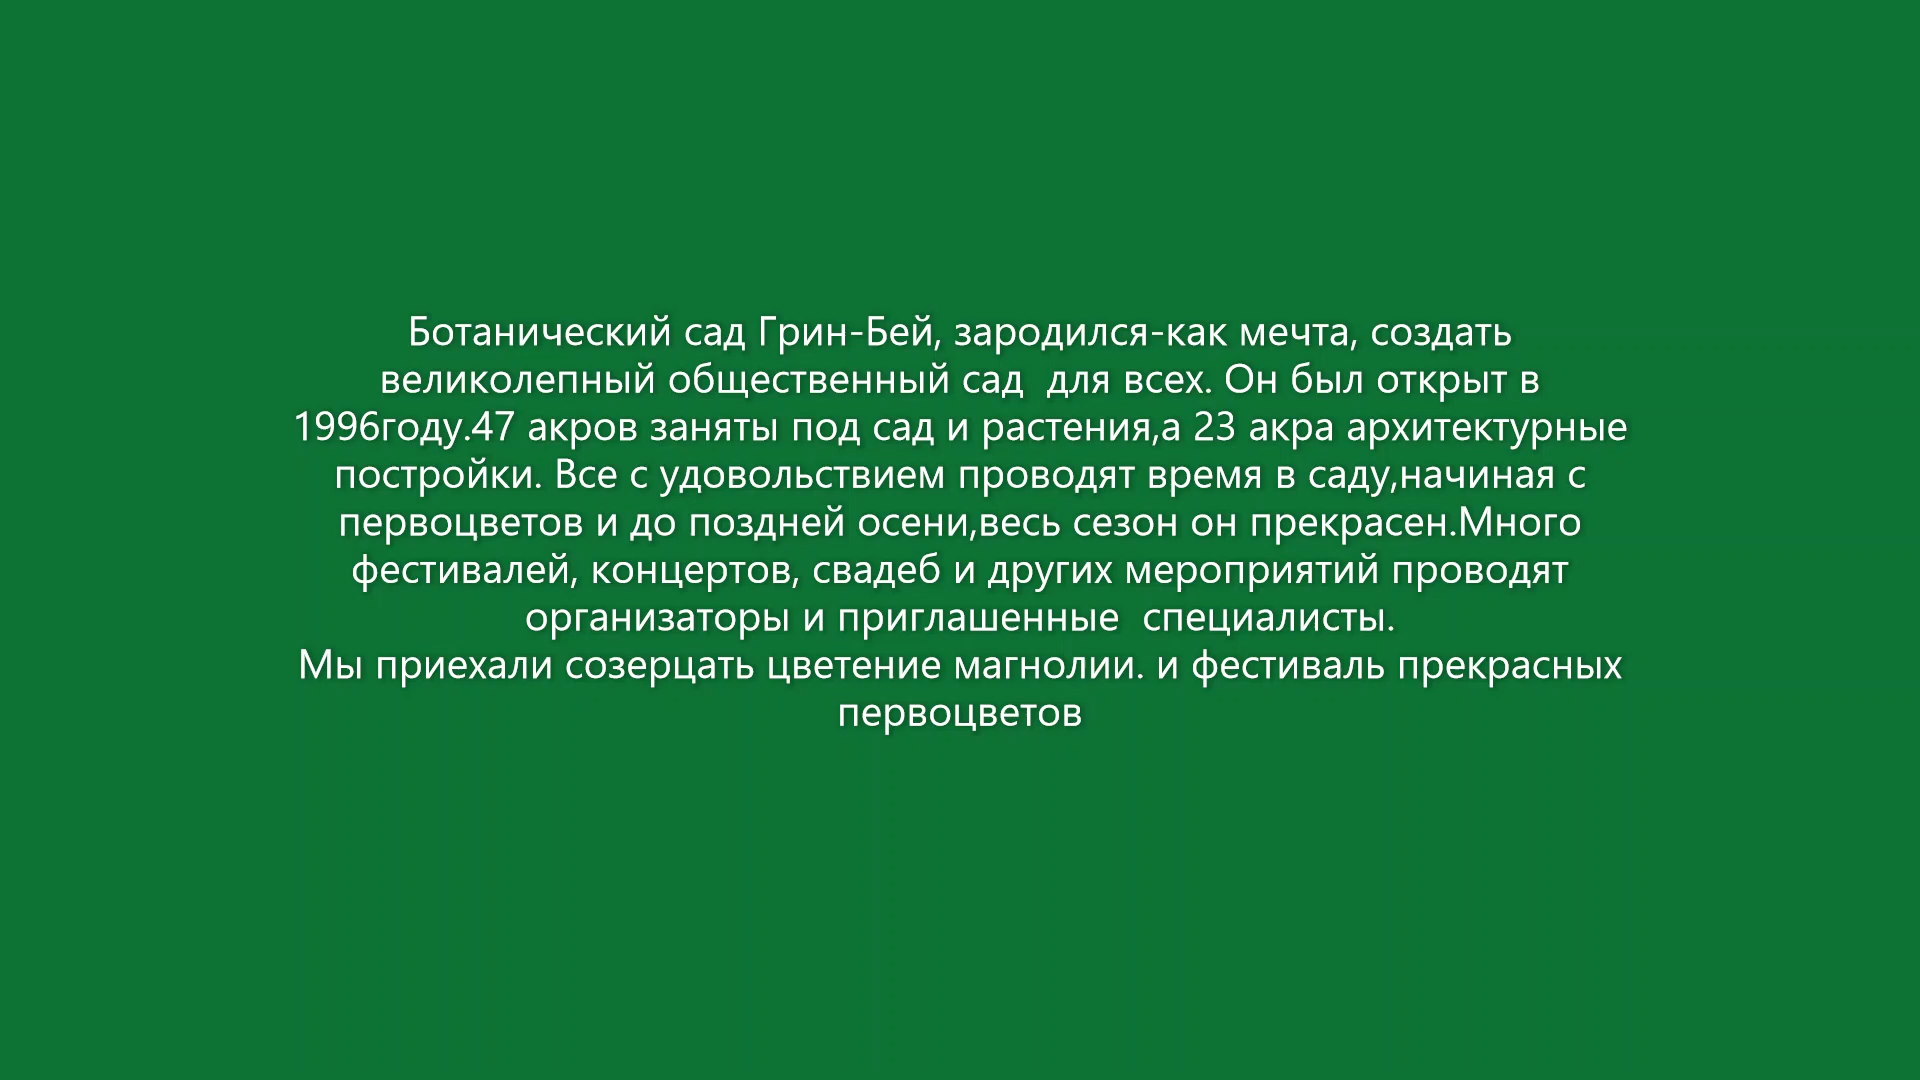 Ботанический сад Грин-Бей, зародился-как мечта, создать
великолепный общественный сад  для всех. Он был открыт в
1996году.47 акров заняты под сад и растения,а 23 акра архитектурные
постройки. Все с удовольствием проводят время в саду,начиная с
первоцветов и до поздней осени,весь сезон он прекрасен.Много
фестивалей, концертов, свадеб и других мероприятий проводят
организаторы и приглашенные  специалисты.
Мы приехали созерцать цветение магнолии. и фестиваль прекрасных
первоцветов